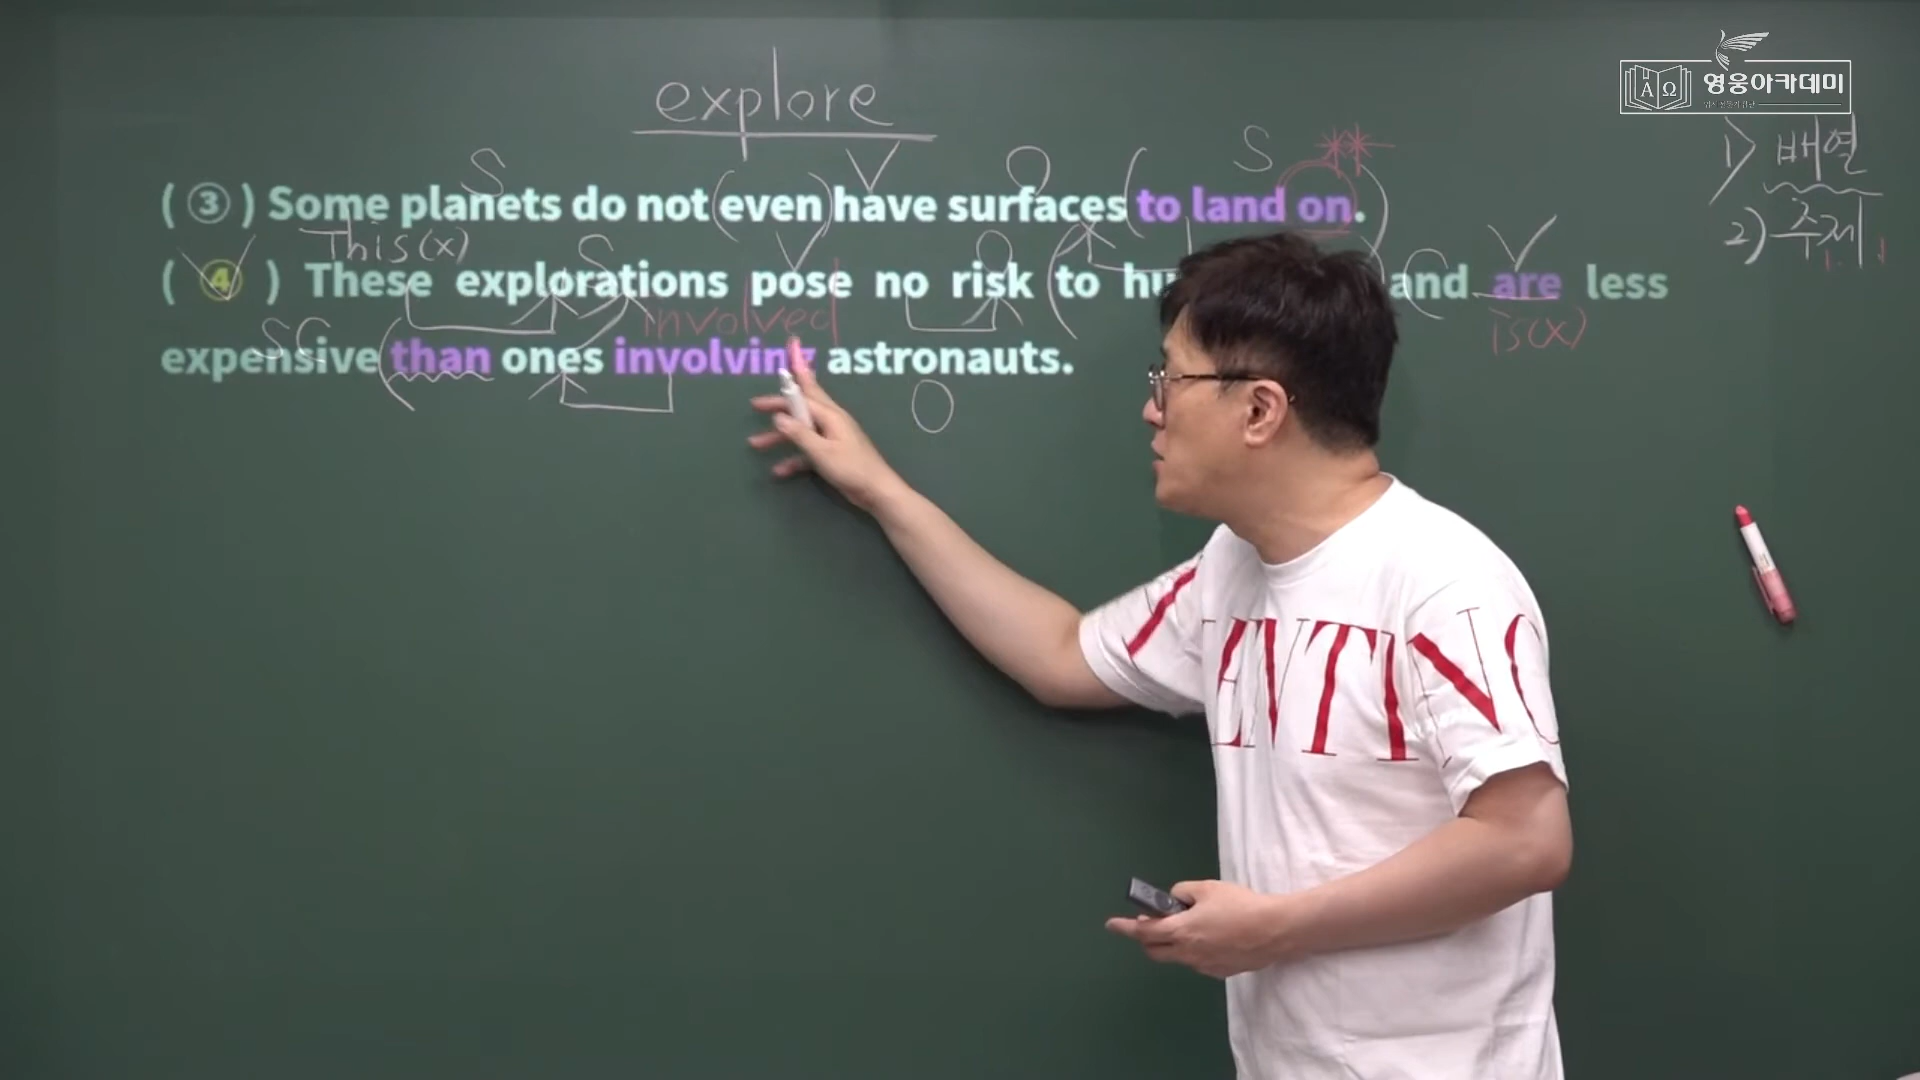 영웅아카데미
explore
1) 배열
2) 주제
S V O S
( ③ ) Some planets do not (even) have surfaces (to land on.)
This(x) S V O C V
( ④ ) These explorations pose no risk (to hu and are less
involved is(x)
SC
expensive (than ones involving astronauts.
O
VALENTINO